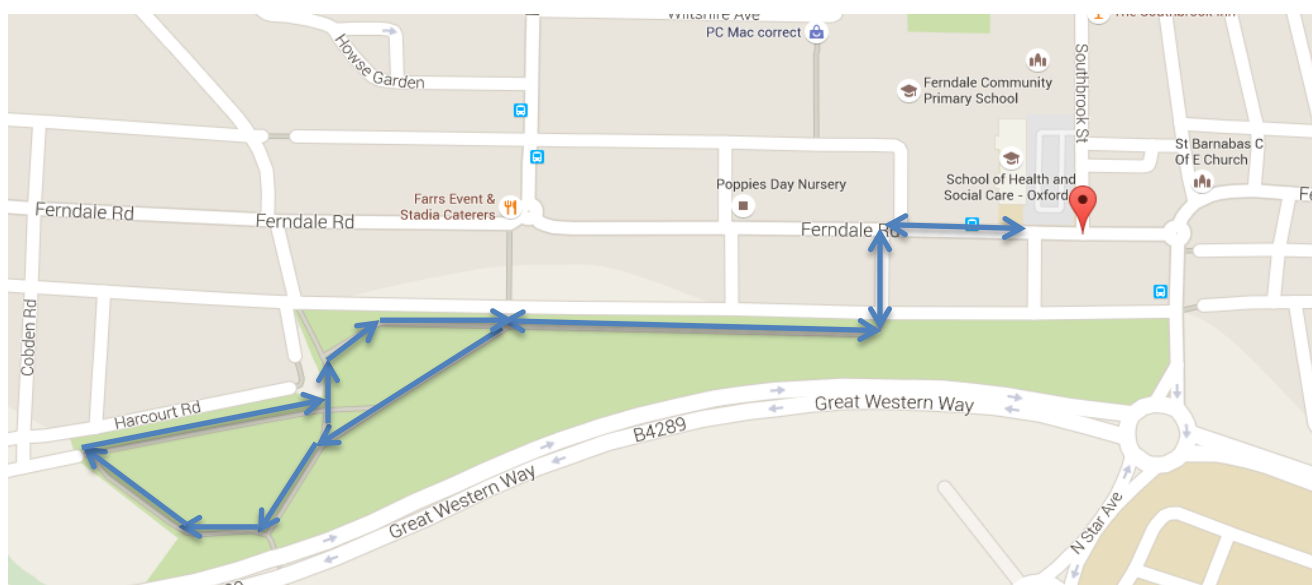 Wiltshire Ave
The Southbrook Inn
PC Mac correct
Howse Garden
Southbrook St
Ferndale Community
Primary School
St Barnabas C
Of E Church
School of Health and
Social Care - Oxford
Poppies Day Nursery
Farrs Event &
Stadia Caterers
Ferndale Rd
Ferndale Rd
Ferndale Rd
Fe
Cobden Rd
Harcourt Rd
Great Western Way
B4289
Great Western Way
N Star Ave